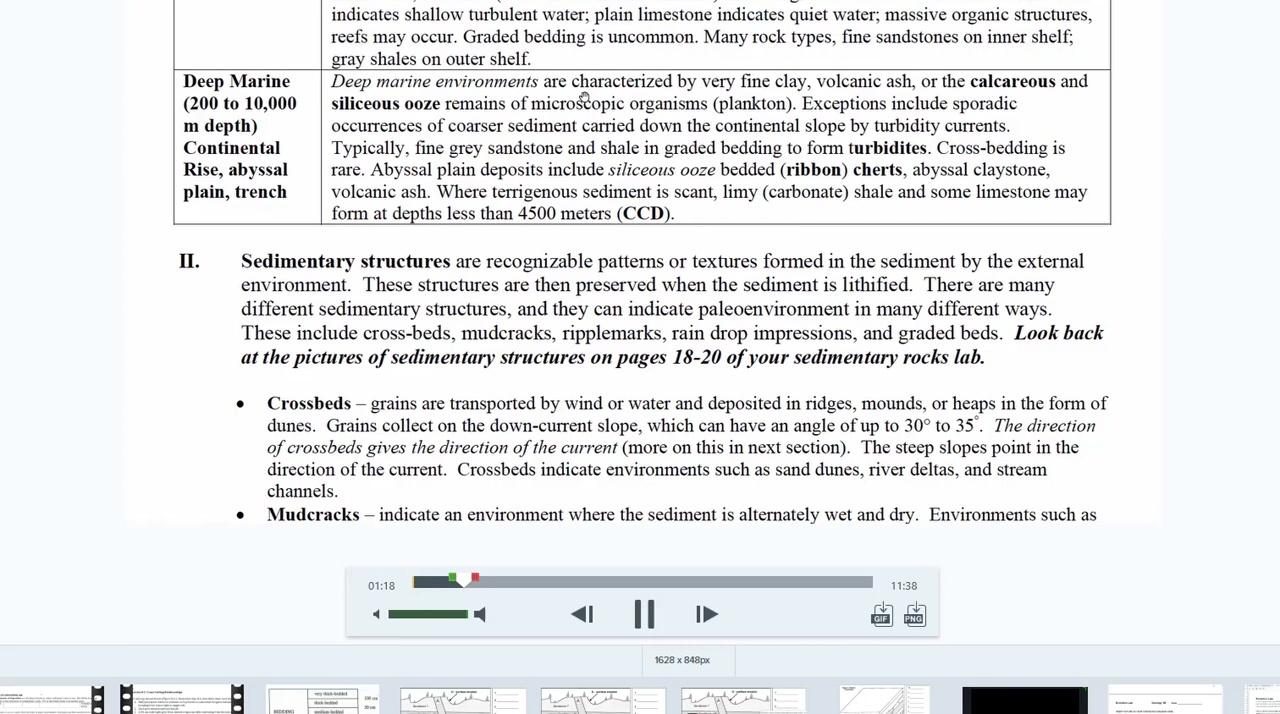 indicates shallow turbulent water; plain limestone indicates quiet water; massive organic structures,
reefs may occur. Graded bedding is uncommon. Many rock types, fine sandstones on inner shelf;
gray shales on outer shelf.
Deep Marine
(200 to 10,000
m depth)
Continental
Rise, abyssal
plain, trench
Deep marine environments are characterized by very fine clay, volcanic ash, or the calcareous and
siliceous ooze remains of microscopic organisms (plankton). Exceptions include sporadic
occurrences of coarser sediment carried down the continental slope by turbidity currents.
Typically, fine grey sandstone and shale in graded bedding to form turbidites. Cross-bedding is
rare. Abyssal plain deposits include siliceous ooze bedded (ribbon) cherts, abyssal claystone,
volcanic ash. Where terrigenous sediment is scant, limy (carbonate) shale and some limestone may
form at depths less than 4500 meters (CCD).
II. Sedimentary structures are recognizable patterns or textures formed in the sediment by the external
environment. These structures are then preserved when the sediment is lithified. There are many
different sedimentary structures, and they can indicate paleoenvironment in many different ways.
These include cross-beds, mudcracks, ripplemarks, rain drop impressions, and graded beds. Look back
at the pictures of sedimentary structures on pages 18-20 of your sedimentary rocks lab.
• Crossbeds – grains are transported by wind or water and deposited in ridges, mounds, or heaps in the form of
dunes. Grains collect on the down-current slope, which can have an angle of up to 30° to 35°. The direction
of crossbeds gives the direction of the current (more on this in next section). The steep slopes point in the
direction of the current. Crossbeds indicate environments such as sand dunes, river deltas, and stream
channels.
• Mudcracks – indicate an environment where the sediment is alternately wet and dry. Environments such as
01:18
11:38
GIF
PNG
1628 x 848px
very thick-bedded
thick-bedded
medium-bedded
BEDDING
100 cm
30 cm